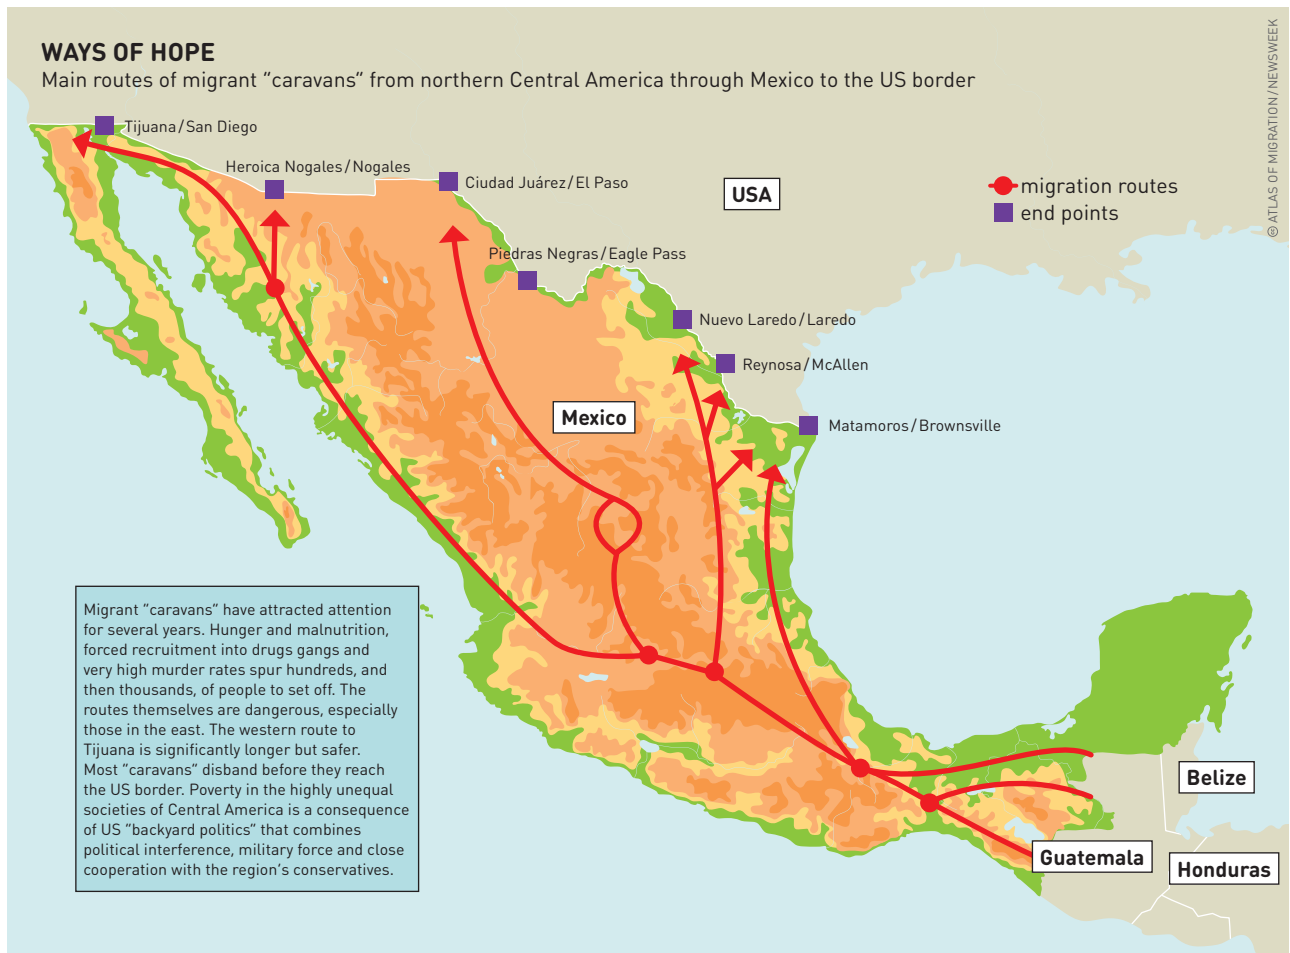 WAYS OF HOPE
Main routes of migrant “caravans” from northern Central America through Mexico to the US border
© ATLAS OF MIGRATION / NEWSWEEK
Tijuana / San Diego
Heroica Nogales / Nogales
Ciudad Juárez / El Paso
USA
migration routes
end points
Piedras Negras / Eagle Pass
Nuevo Laredo / Laredo
Reynosa / McAllen
Mexico
Matamoros / Brownsville
Migrant “caravans” have attracted attention
for several years. Hunger and malnutrition,
forced recruitment into drugs gangs and
very high murder rates spur hundreds, and
then thousands, of people to set off. The
routes themselves are dangerous, especially
those in the east. The western route to
Tijuana is significantly longer but safer.
Most “caravans” disband before they reach
the US border. Poverty in the highly unequal
societies of Central America is a consequence
of US “backyard politics” that combines
political interference, military force and close
cooperation with the region’s conservatives.
Belize
Guatemala
Honduras